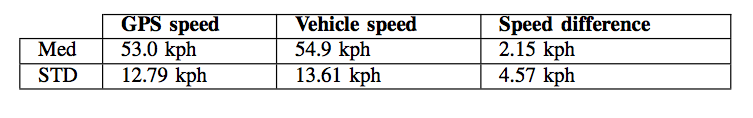 GPS speed Vehicle speed Speed difference
Med 53.0 kph 54.9 kph 2.15 kph
STD 12.79 kph 13.61 kph 4.57 kph